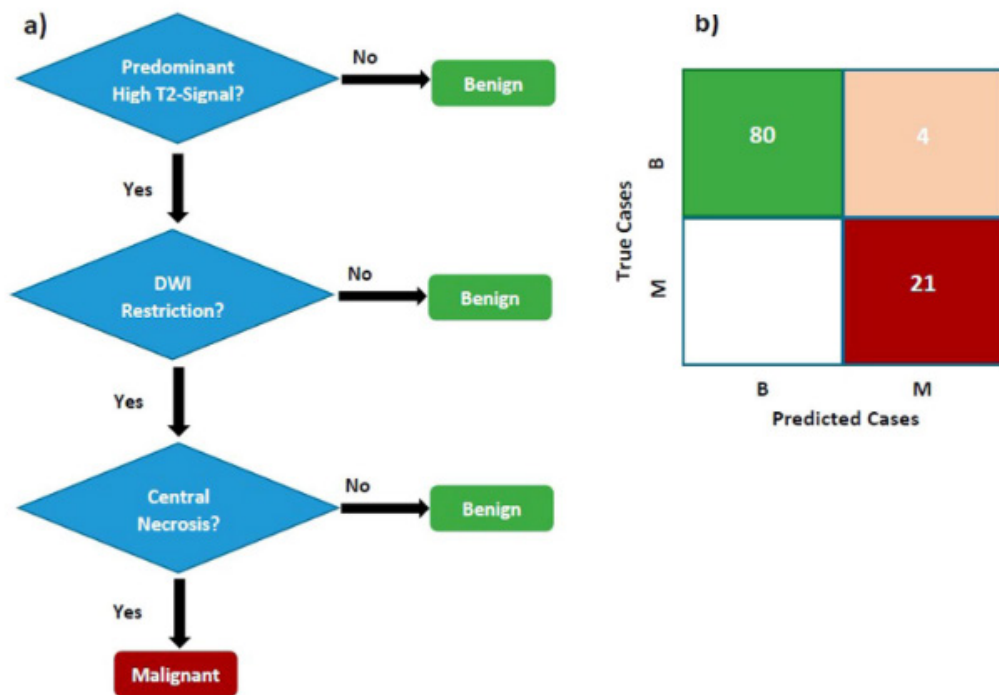 a)
Predominant
High T2-Signal?
No
Benign
Yes
DWI
Restriction?
No
Benign
Yes
Central
Necrosis?
No
Benign
Yes
Malignant
b)
True Cases
B
80
4
M
21
B
M
Predicted Cases